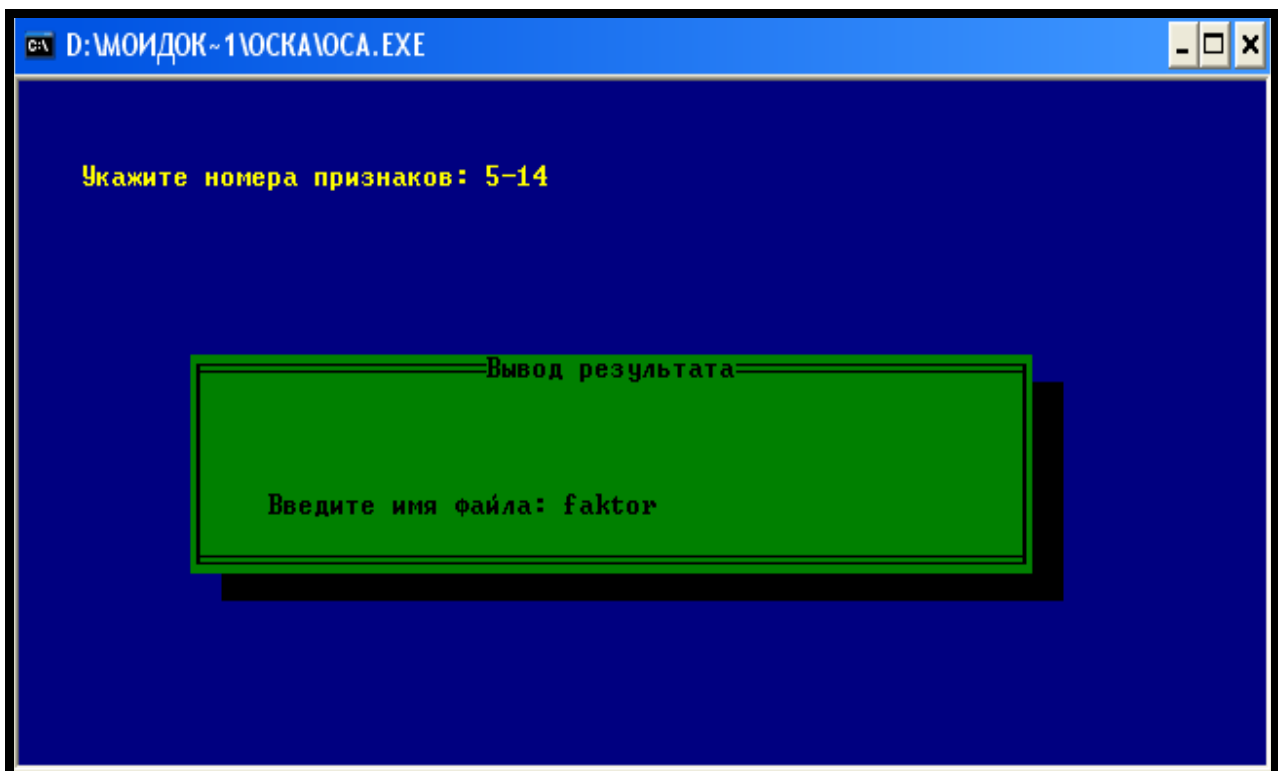 D:\МОИДОК~1\ОСКА\ОСА.EXE
Укажите номера признаков: 5-14
Вывод результата
Введите имя файла: faktor